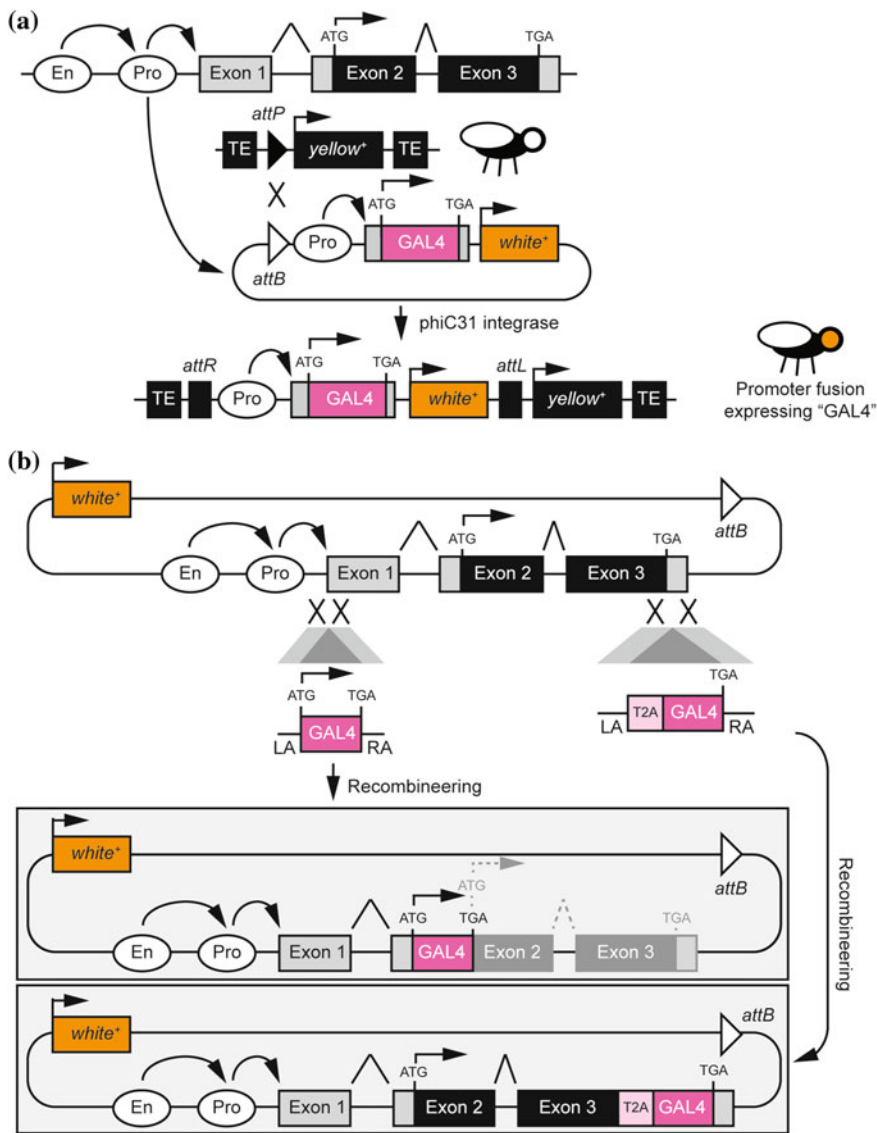 (a)
ATG TGA
En Pro Exon 1 Exon 2 Exon 3
attP
TE yellow+ TE
ATG TGA
Pro GAL4 white+
attB
phiC31 integrase
attR ATG TGA attL
TE Pro GAL4 white+ yellow+ TE
Promoter fusion
expressing “GAL4”
(b)
white+
attB
ATG TGA
En Pro Exon 1 Exon 2 Exon 3
ATG TGA
GAL4
LA RA
TGA
T2A GAL4
LA RA
Recombineering
Recombineering
white+
attB
ATG
ATG TGA TGA
En Pro Exon 1 GAL4 Exon 2 Exon 3
white+
attB
ATG TGA
En Pro Exon 1 Exon 2 Exon 3 T2A GAL4